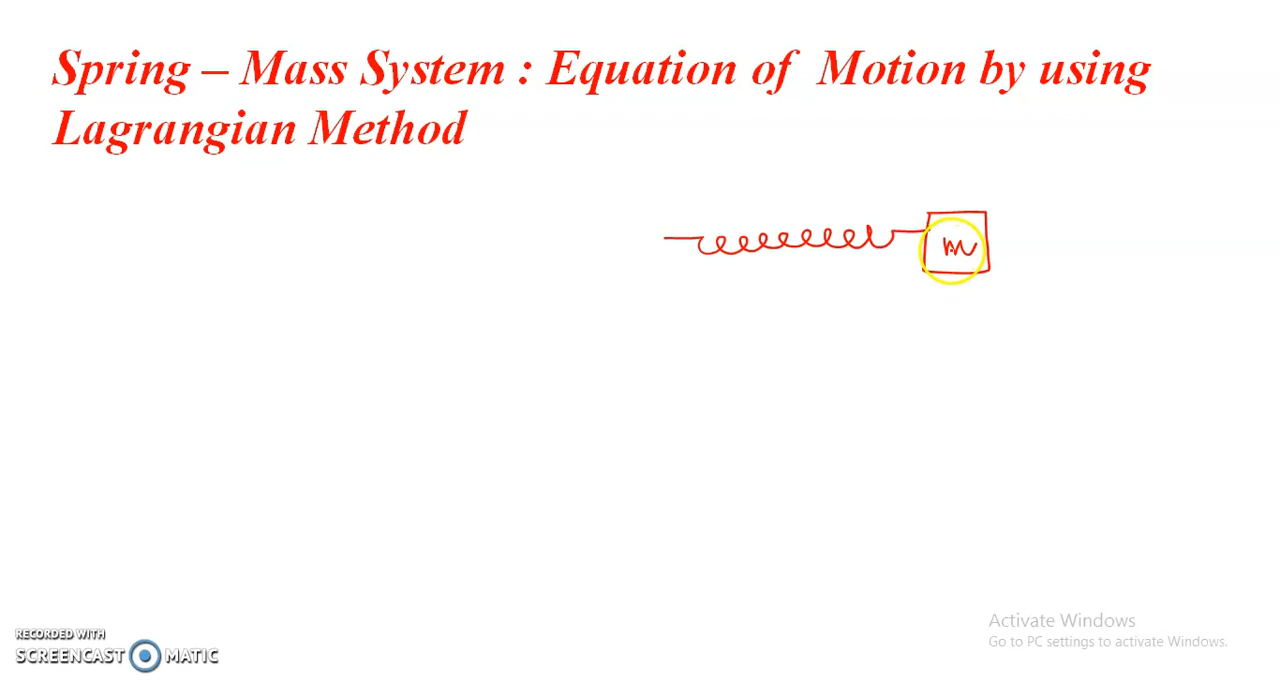 Spring – Mass System : Equation of Motion by using
Lagrangian Method
m
Activate Windows
Go to PC settings to activate Windows.
RECORDED WITH
SCREENCAST MATIC